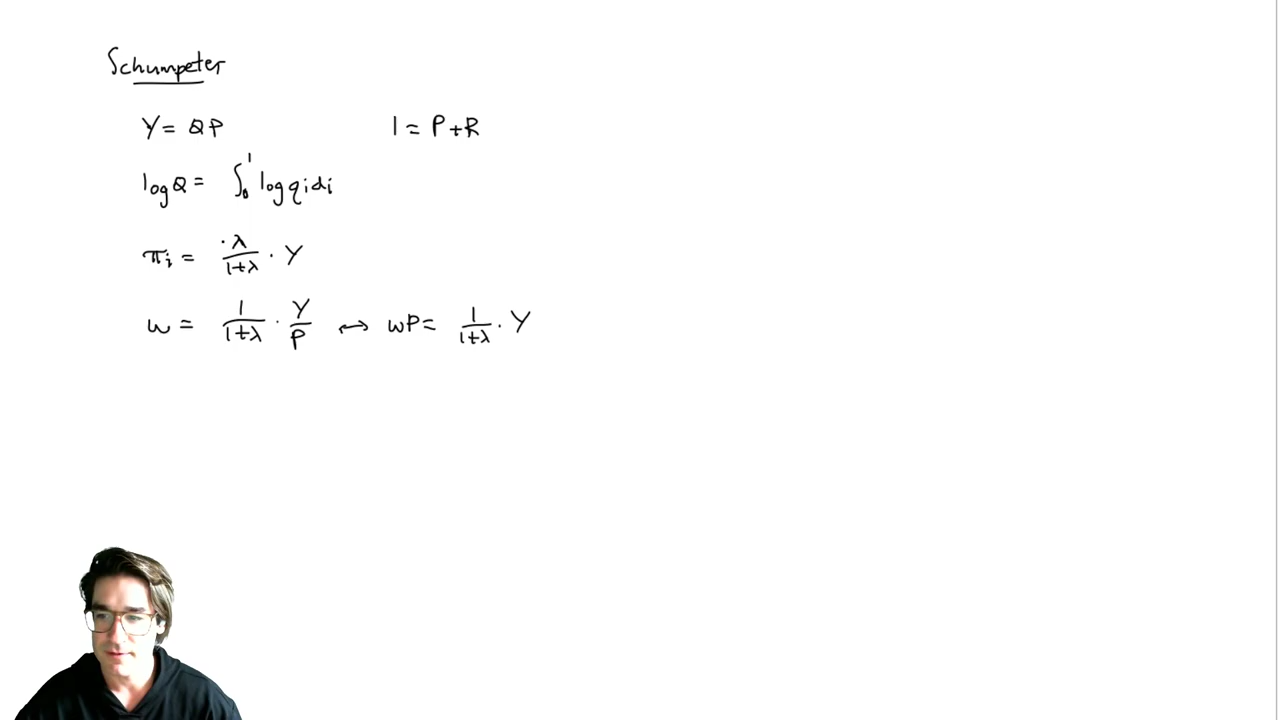 Schumpeter
Y = QP 1 = P + R
log Q = ∫₀¹ log qi di
πi = λ/(1+λ) · Y
w = 1/(1+λ) · Y/P ↔ wP = 1/(1+λ) · Y